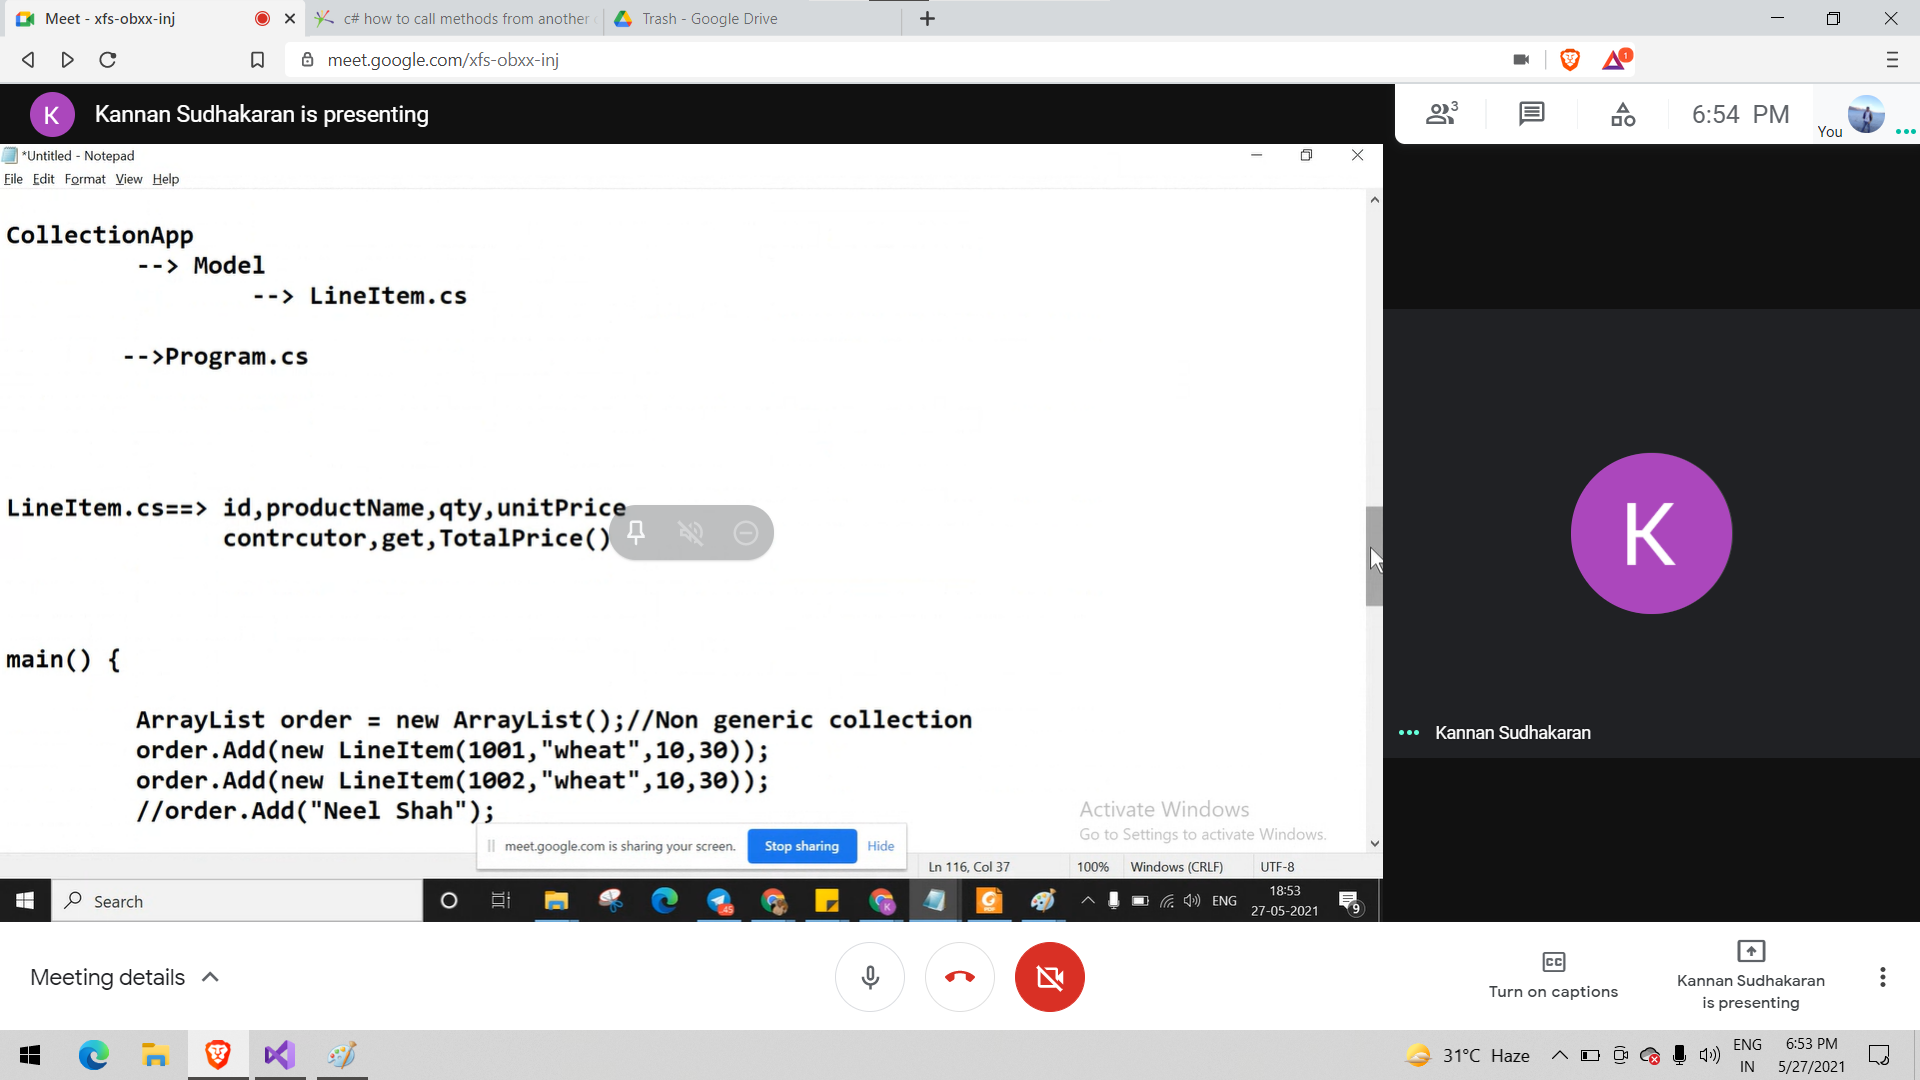 Meet - xfs-obxx-inj
c# how to call methods from another
Trash - Google Drive
meet.google.com/xfs-obxx-inj
1
K
Kannan Sudhakaran is presenting
3
6:54 PM
You
*Untitled - Notepad
File Edit Format View Help
CollectionApp
--> Model
--> LineItem.cs
-->Program.cs
LineItem.cs==> id,productName,qty,unitPrice
contrcutor,get,TotalPrice()
main() {
ArrayList order = new ArrayList();//Non generic collection
order.Add(new LineItem(1001,"wheat",10,30));
order.Add(new LineItem(1002,"wheat",10,30));
//order.Add("Neel Shah");
Activate Windows
Go to Settings to activate Windows.
meet.google.com is sharing your screen.
Stop sharing
Hide
Ln 116, Col 37
100%
Windows (CRLF)
UTF-8
Search
45
K
PDF
ENG
18:53
27-05-2021
9
K
Kannan Sudhakaran
Meeting details
CC
Turn on captions
Kannan Sudhakaran
is presenting
31°C Haze
ENG
IN
6:53 PM
5/27/2021